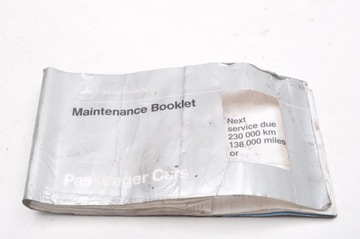 Maintenance Booklet
Next
service due
230 000 km
138 000 miles
or
Passenger Cars